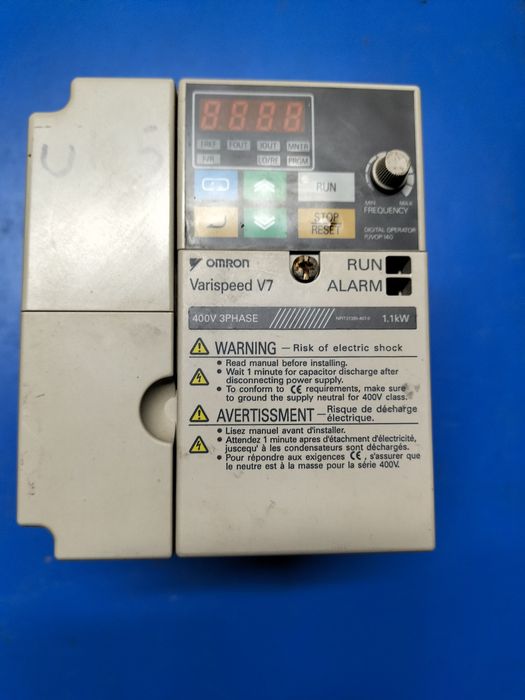 8.8.8.8
FREF FOUT IOUT MNTR
F/R LO/RE PRGM
RUN
STOP
RESET
MIN MAX
FREQUENCY
DIGITAL OPERATOR
U 5
OMRON
RUN
Varispeed V7
ALARM
400V 3PHASE
1.1kW
WARNING – Risk of electric shock
• Read manual before installing.
• Wait 1 minute for capacitor discharge after
disconnecting power supply.
• To conform to CE requirements, make sure
to ground the supply neutral for 400V class.
AVERTISSMENT – Risque de décharge
électrique.
• Lisez manuel avant d'installer.
• Attendez 1 minute apres d'étachment d'électricité,
juscequ' à les condensateurs sont déchargés.
• Pour répondre aux exigences CE , s'assurer que
le neutre est à la masse pour la série 400V.